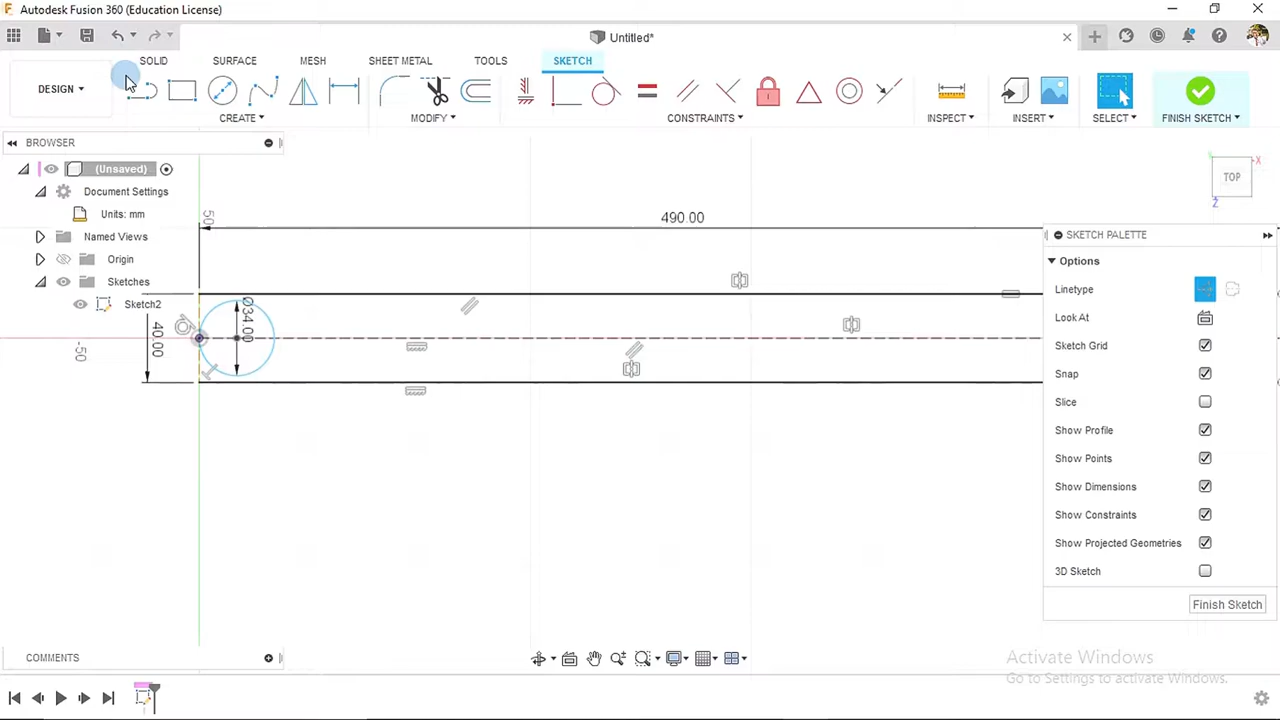 Autodesk Fusion 360 (Education License)
Untitled*
SOLID SURFACE MESH SHEET METAL TOOLS SKETCH
DESIGN
CREATE MODIFY CONSTRAINTS INSPECT INSERT SELECT FINISH SKETCH
BROWSER
(Unsaved)
Document Settings
Units: mm
Named Views
Origin
Sketches
Sketch2
50
490.00
Ø34.00
40.00
-50
TOP
X
Y
Z
SKETCH PALETTE
Options
Linetype
Look At
Sketch Grid
Snap
Slice
Show Profile
Show Points
Show Dimensions
Show Constraints
Show Projected Geometries
3D Sketch
Finish Sketch
COMMENTS
Activate Windows
Go to Settings to activate Windows.